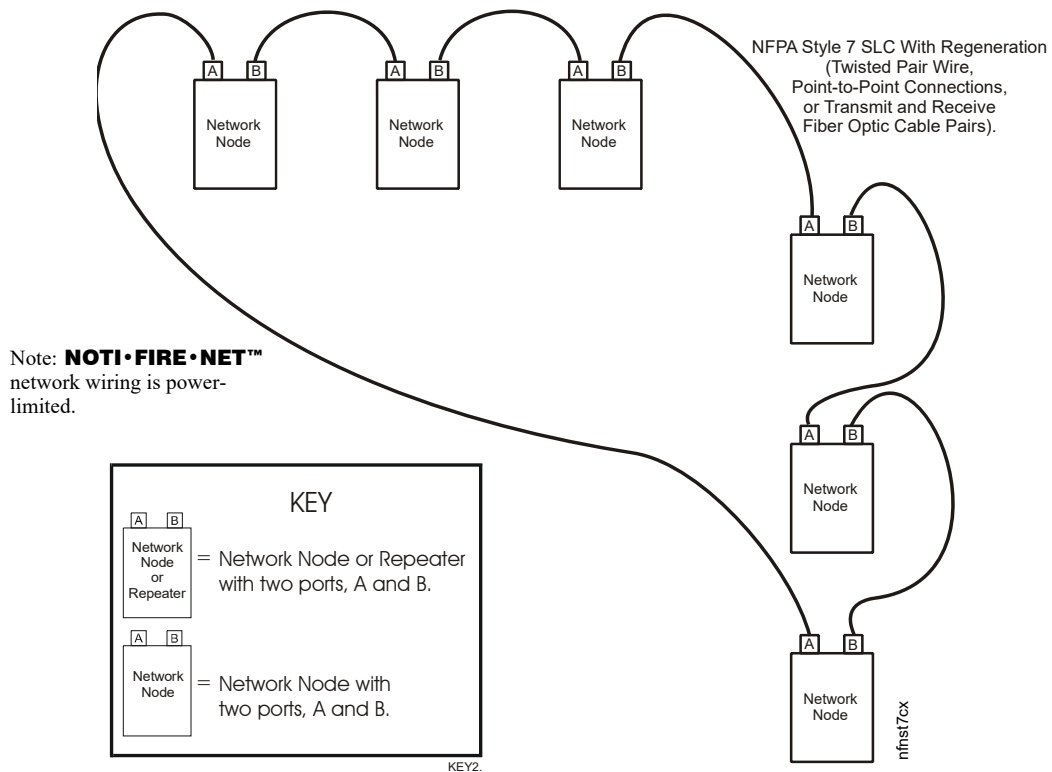 A B A B A B
Network
Node
Network
Node
Network
Node
NFPA Style 7 SLC With Regeneration
(Twisted Pair Wire,
Point-to-Point Connections,
or Transmit and Receive
Fiber Optic Cable Pairs).
A B
Network
Node
Note: NOTI•FIRE•NET™
network wiring is power-
limited.
A B
Network
Node
KEY
A B
Network
Node
or
Repeater
= Network Node or Repeater
with two ports, A and B.
A B
Network
Node
= Network Node with
two ports, A and B.
KEY2.
A B
Network
Node
nfnst7cx